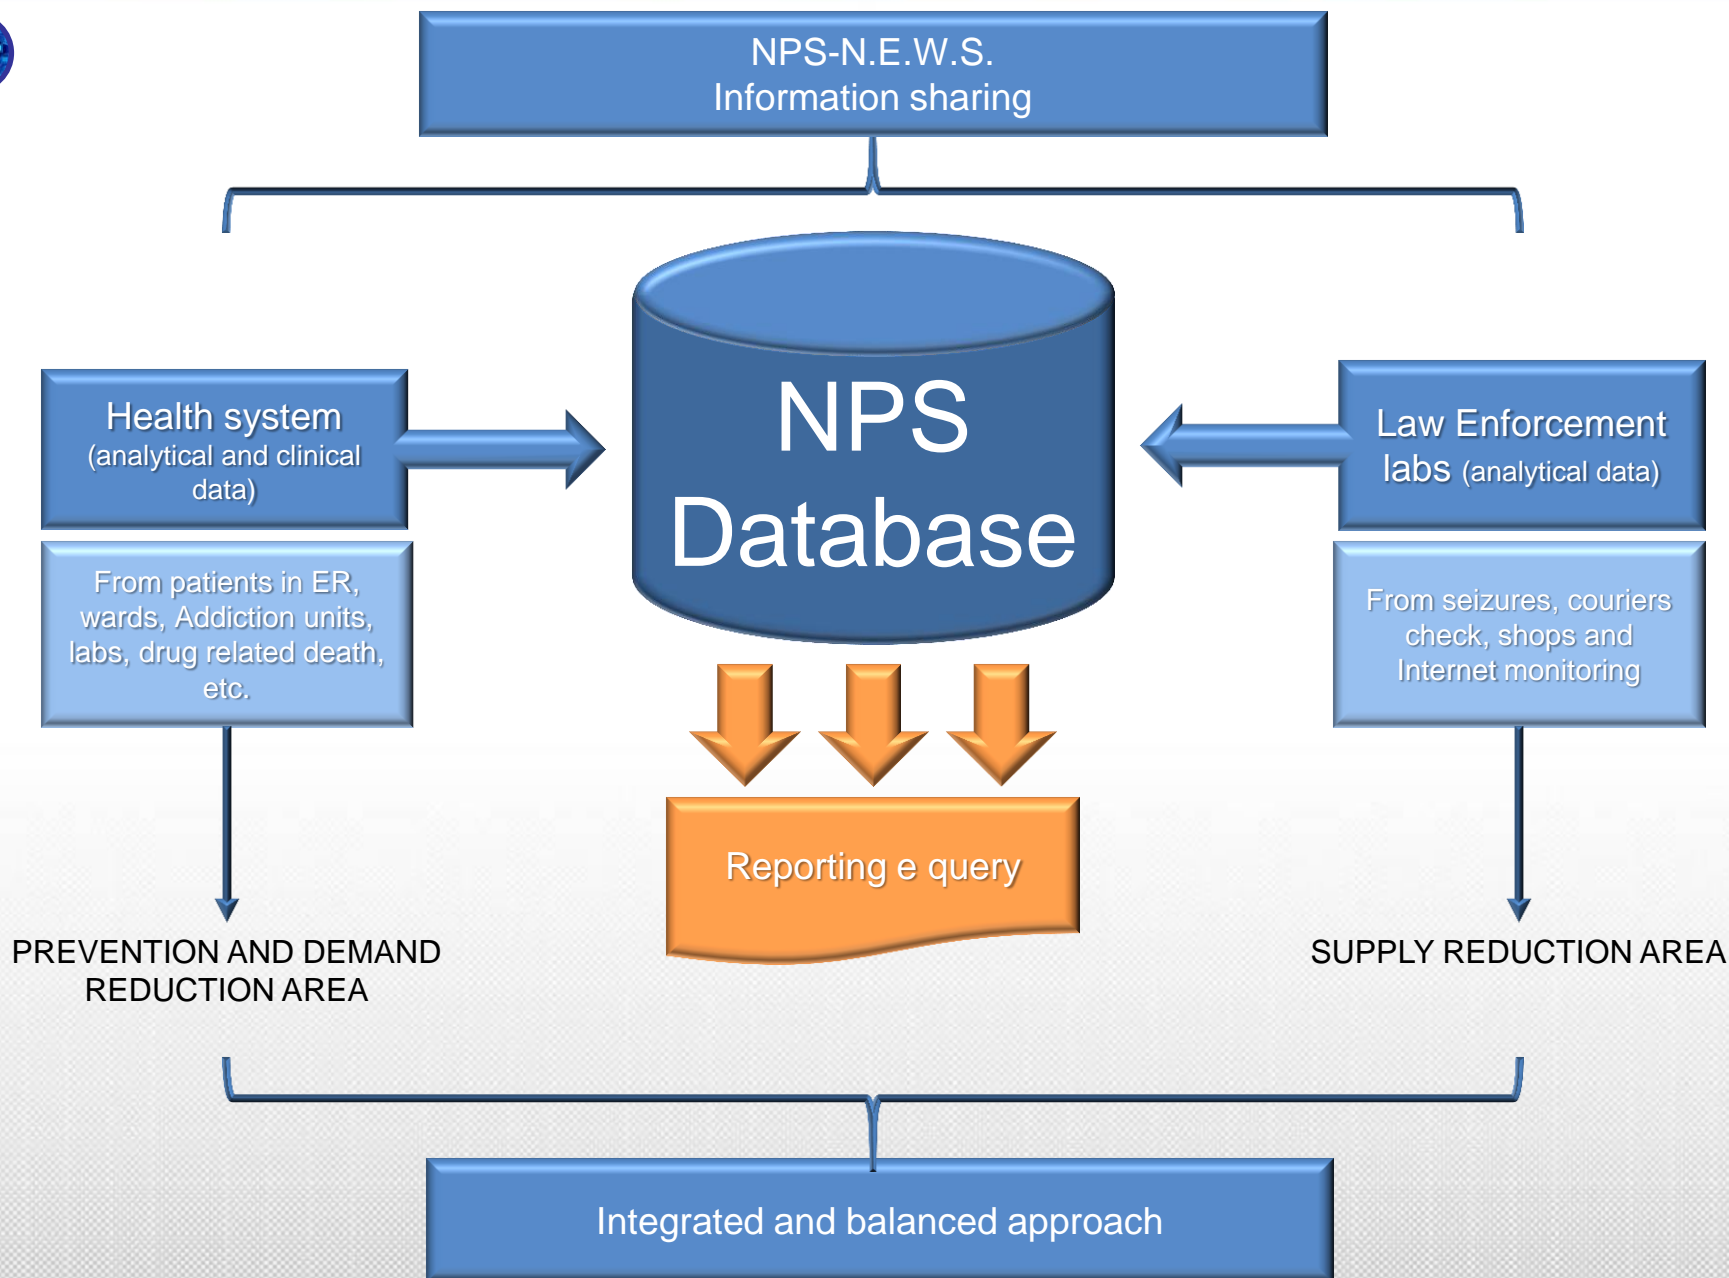 NPS-N.E.W.S.
Information sharing
Health system
(analytical and clinical
data)
From patients in ER,
wards, Addiction units,
labs, drug related death,
etc.
PREVENTION AND DEMAND
REDUCTION AREA
NPS
Database
Reporting e query
Law Enforcement
labs (analytical data)
From seizures, couriers
check, shops and
Internet monitoring
SUPPLY REDUCTION AREA
Integrated and balanced approach